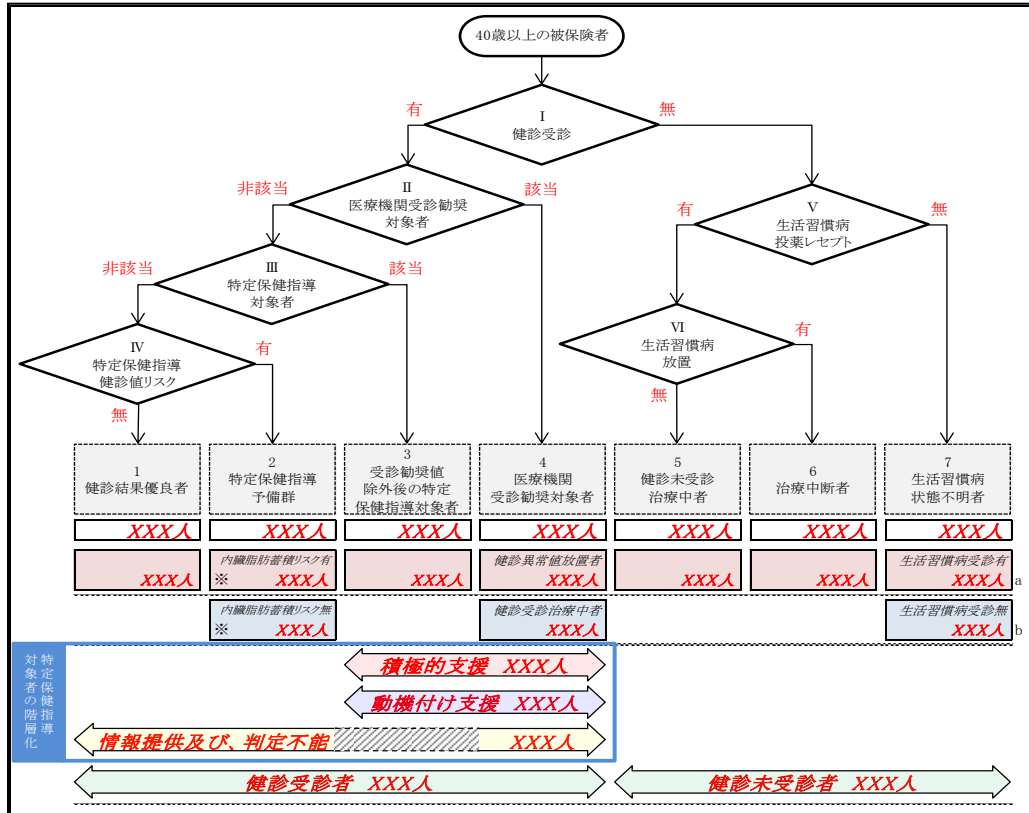 40歳以上の被保険者
Ⅰ
健診受診
有
無
Ⅱ
医療機関受診勧奨
対象者
非該当
該当
Ⅴ
生活習慣病
投薬レセプト
有
無
Ⅲ
特定保健指導
対象者
非該当
該当
Ⅵ
生活習慣病
放置
有
無
Ⅳ
特定保健指導
健診値リスク
有
無
1
健診結果優良者
2
特定保健指導
予備群
3
受診勧奨値
除外後の特定
保健指導対象者
4
医療機関
受診勧奨対象者
5
健診未受診
治療中者
6
治療中断者
7
生活習慣病
状態不明者
XXX人 XXX人 XXX人 XXX人 XXX人 XXX人 XXX人
内臓脂肪蓄積リスク有 健診異常値放置者 生活習慣病受診有
XXX人 ※ XXX人 XXX人 XXX人 XXX人 XXX人 XXX人 a
内臓脂肪蓄積リスク無 健診受診治療中者 生活習慣病受診無
※ XXX人 XXX人 XXX人 b
特定保健指導
対象者の階層化
積極的支援 XXX人
動機付け支援 XXX人
情報提供及び、判定不能 XXX人
健診受診者 XXX人 健診未受診者 XXX人